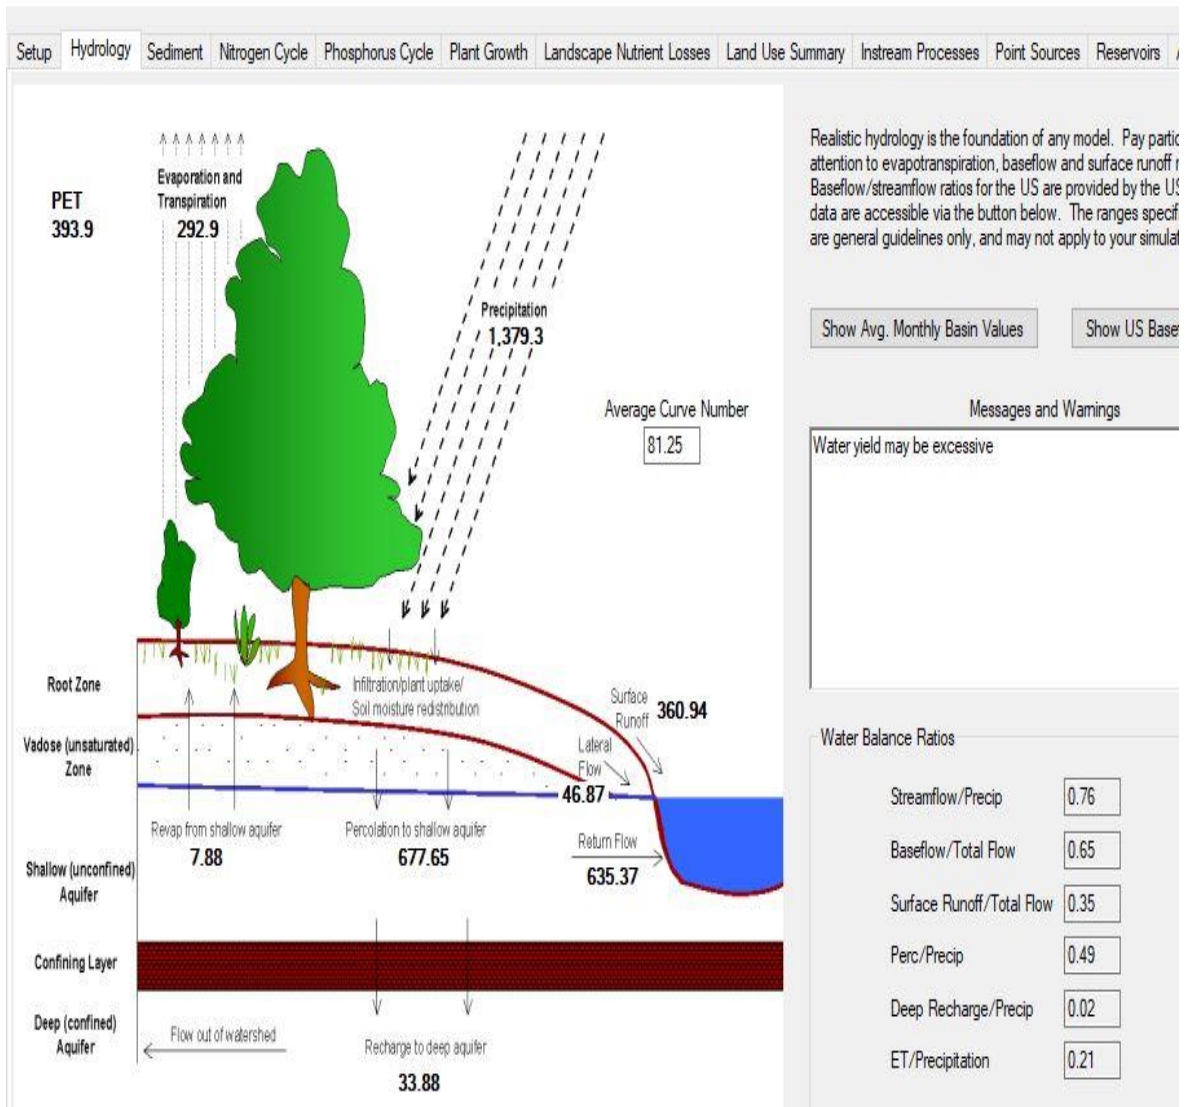 Setup Hydrology Sediment Nitrogen Cycle Phosphorus Cycle Plant Growth Landscape Nutrient Losses Land Use Summary Instream Processes Point Sources Reservoirs
Realistic hydrology is the foundation of any model. Pay partic
attention to evapotranspiration, baseflow and surface runoff r
Baseflow/streamflow ratios for the US are provided by the US
data are accessible via the button below. The ranges specif
are general guidelines only, and may not apply to your simulat
PET
393.9
Evaporation and
Transpiration
292.9
Precipitation
1,379.3
Show Avg. Monthly Basin Values
Show US Basef
Average Curve Number
81.25
Messages and Warnings
Water yield may be excessive
Root Zone
Infiltration/plant uptake/
Soil moisture redistribution
Surface
Runoff
360.94
Vadose (unsaturated)
Zone
Lateral
Flow
46.87
Revap from shallow aquifer
7.88
Percolation to shallow aquifer
677.65
Return Flow
635.37
Shallow (unconfined)
Aquifer
Confining Layer
Deep (confined)
Aquifer
Flow out of watershed
Recharge to deep aquifer
33.88
Water Balance Ratios
Streamflow/Precip 0.76
Baseflow/Total Flow 0.65
Surface Runoff/Total Flow 0.35
Perc/Precip 0.49
Deep Recharge/Precip 0.02
ET/Precipitation 0.21